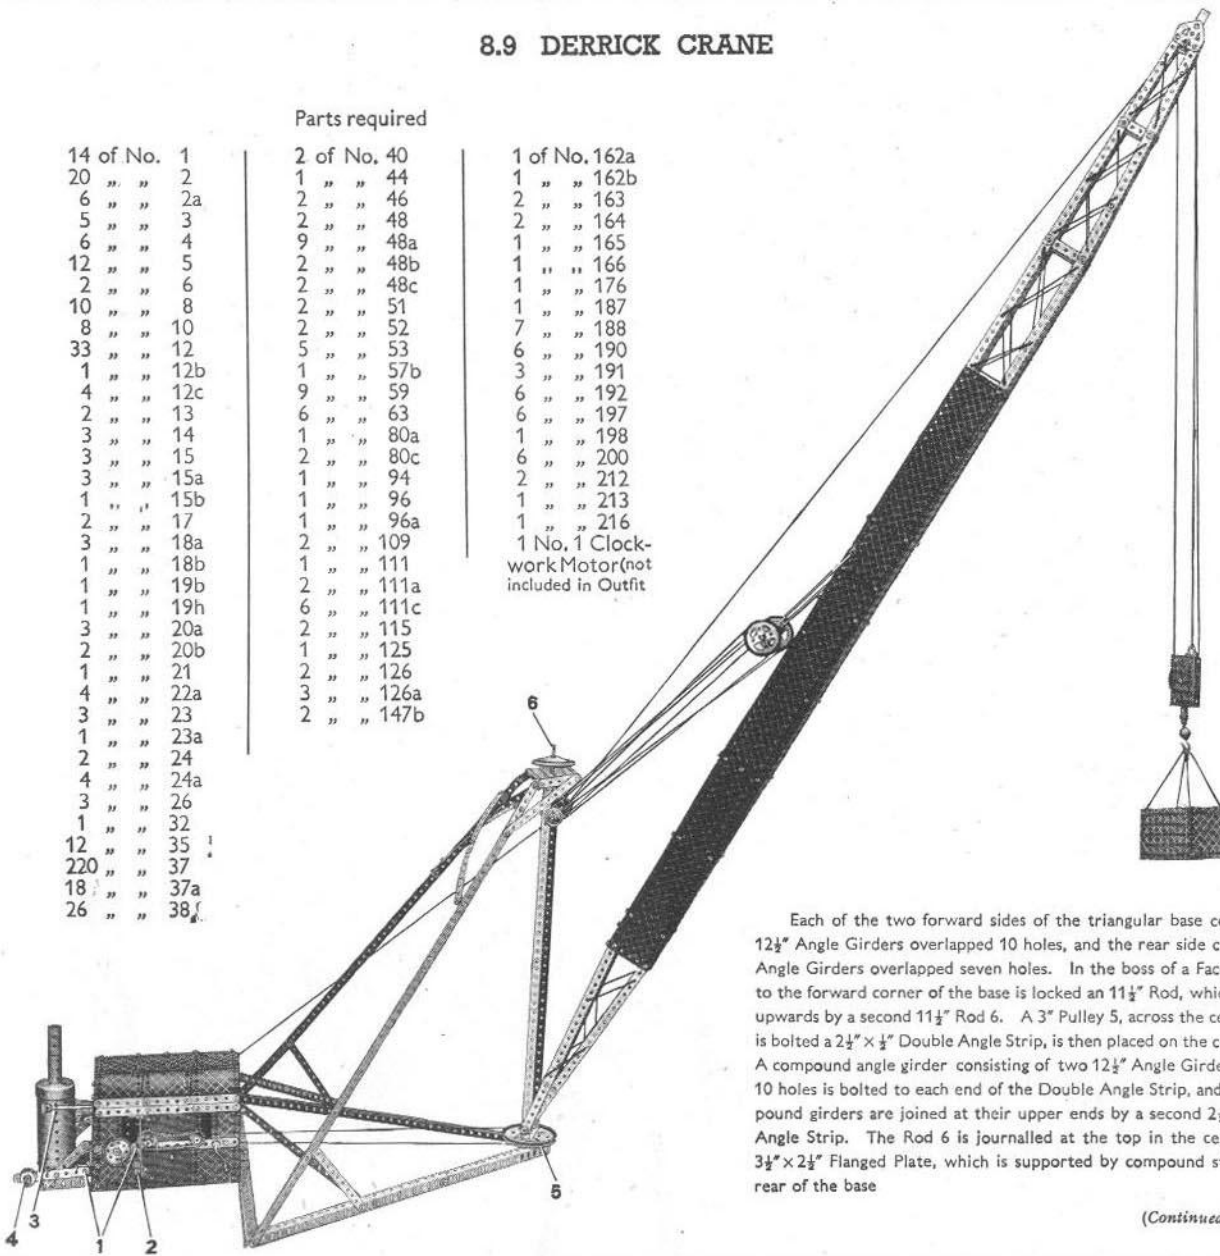 8.9 DERRICK CRANE
Parts required
14 of No. 1
20 „ „ 2
6 „ „ 2a
5 „ „ 3
6 „ „ 4
12 „ „ 5
2 „ „ 6
10 „ „ 8
8 „ „ 10
33 „ „ 12
1 „ „ 12b
4 „ „ 12c
2 „ „ 13
3 „ „ 14
3 „ „ 15
3 „ „ 15a
1 „ „ 15b
2 „ „ 17
3 „ „ 18a
1 „ „ 18b
1 „ „ 19b
1 „ „ 19h
3 „ „ 20a
2 „ „ 20b
1 „ „ 21
4 „ „ 22a
3 „ „ 23
1 „ „ 23a
2 „ „ 24
4 „ „ 24a
3 „ „ 26
1 „ „ 32
12 „ „ 35
220 „ „ 37
18 „ „ 37a
26 „ „ 38
2 of No. 40
1 „ „ 44
2 „ „ 46
2 „ „ 48
9 „ „ 48a
2 „ „ 48b
2 „ „ 48c
2 „ „ 51
2 „ „ 52
5 „ „ 53
1 „ „ 57b
9 „ „ 59
6 „ „ 63
1 „ „ 80a
2 „ „ 80c
1 „ „ 94
1 „ „ 96
1 „ „ 96a
2 „ „ 109
1 „ „ 111
2 „ „ 111a
6 „ „ 111c
2 „ „ 115
1 „ „ 125
2 „ „ 126
3 „ „ 126a
2 „ „ 147b
1 of No. 162a
1 „ „ 162b
2 „ „ 163
2 „ „ 164
1 „ „ 165
1 „ „ 166
1 „ „ 176
1 „ „ 187
7 „ „ 188
6 „ „ 190
3 „ „ 191
6 „ „ 192
6 „ „ 197
1 „ „ 198
6 „ „ 200
2 „ „ 212
1 „ „ 213
1 „ „ 216
1 No. 1 Clock-
work Motor(not
included in Outfit
6
5
4
3
1
2
Each of the two forward sides of the triangular base co
12½″ Angle Girders overlapped 10 holes, and the rear side c
Angle Girders overlapped seven holes. In the boss of a Fac
to the forward corner of the base is locked an 11½″ Rod, whi
upwards by a second 11½″ Rod 6. A 3″ Pulley 5, across the ce
is bolted a 2½″ × ½″ Double Angle Strip, is then placed on the c
A compound angle girder consisting of two 12½″ Angle Girde
10 holes is bolted to each end of the Double Angle Strip, and
pound girders are joined at their upper ends by a second 2½
Angle Strip. The Rod 6 is journalled at the top in the ce
3½″×2½″ Flanged Plate, which is supported by compound s
rear of the base
(Continued